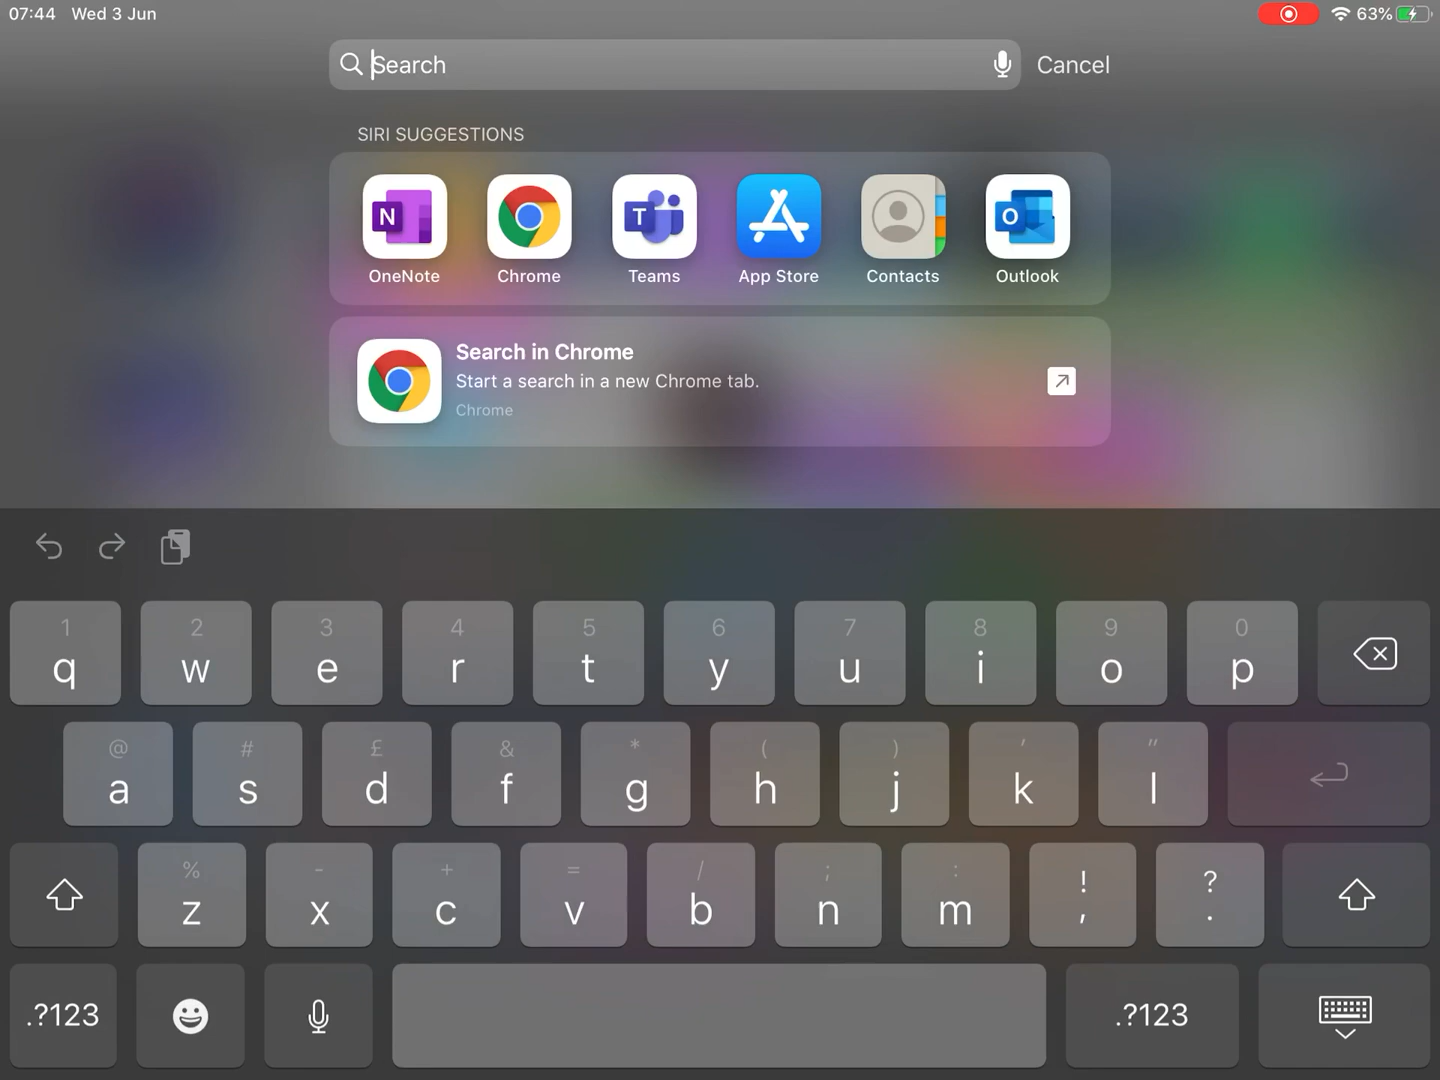 07:44 Wed 3 Jun
63%
Search
Cancel
SIRI SUGGESTIONS
N
T
O
OneNote Chrome Teams App Store Contacts Outlook
Search in Chrome
Start a search in a new Chrome tab.
Chrome
1 2 3 4 5 6 7 8 9 0
q w e r t y u i o p
@ # £ & * ( ) ' "
a s d f g h j k l
% - + = / ; : ! ?
z x c v b n m , .
.?123 .?123